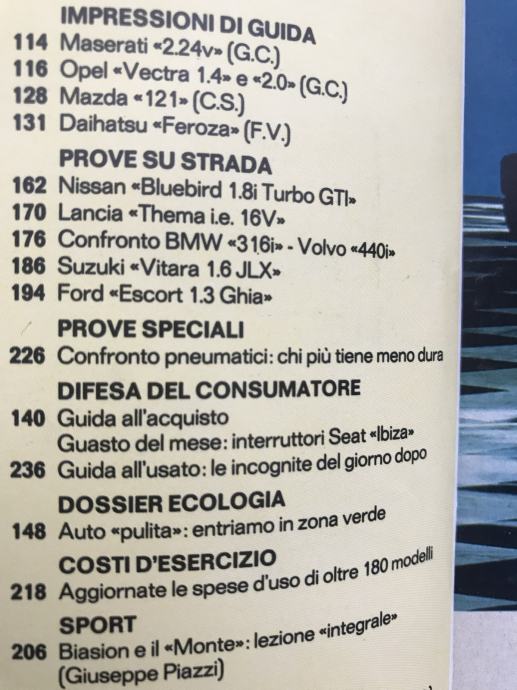 IMPRESSIONI DI GUIDA
114 Maserati «2.24v» (G.C.)
116 Opel «Vectra 1.4» e «2.0» (G.C.)
128 Mazda «121» (C.S.)
131 Daihatsu «Feroza» (F.V.)
PROVE SU STRADA
162 Nissan «Bluebird 1.8i Turbo GTI»
170 Lancia «Thema i.e. 16V»
176 Confronto BMW «316i» - Volvo «440i»
186 Suzuki «Vitara 1.6 JLX»
194 Ford «Escort 1.3 Ghia»
PROVE SPECIALI
226 Confronto pneumatici: chi più tiene meno dura
DIFESA DEL CONSUMATORE
140 Guida all'acquisto
Guasto del mese: interruttori Seat «Ibiza»
236 Guida all'usato: le incognite del giorno dopo
DOSSIER ECOLOGIA
148 Auto «pulita»: entriamo in zona verde
COSTI D'ESERCIZIO
218 Aggiornate le spese d'uso di oltre 180 modelli
SPORT
206 Biasion e il «Monte»: lezione «integrale»
(Giuseppe Piazzi)